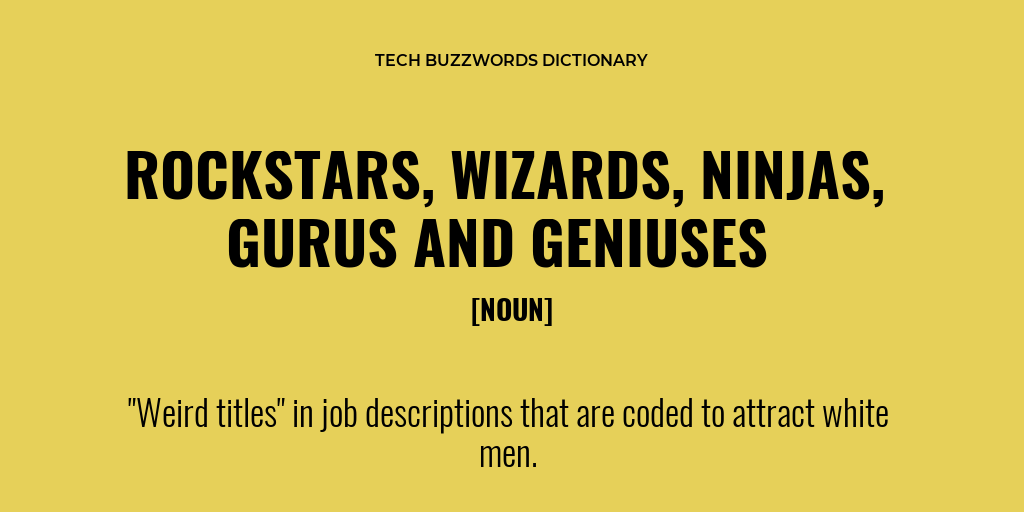 TECH BUZZWORDS DICTIONARY
ROCKSTARS, WIZARDS, NINJAS,
GURUS AND GENIUSES
[NOUN]
"Weird titles" in job descriptions that are coded to attract white
men.